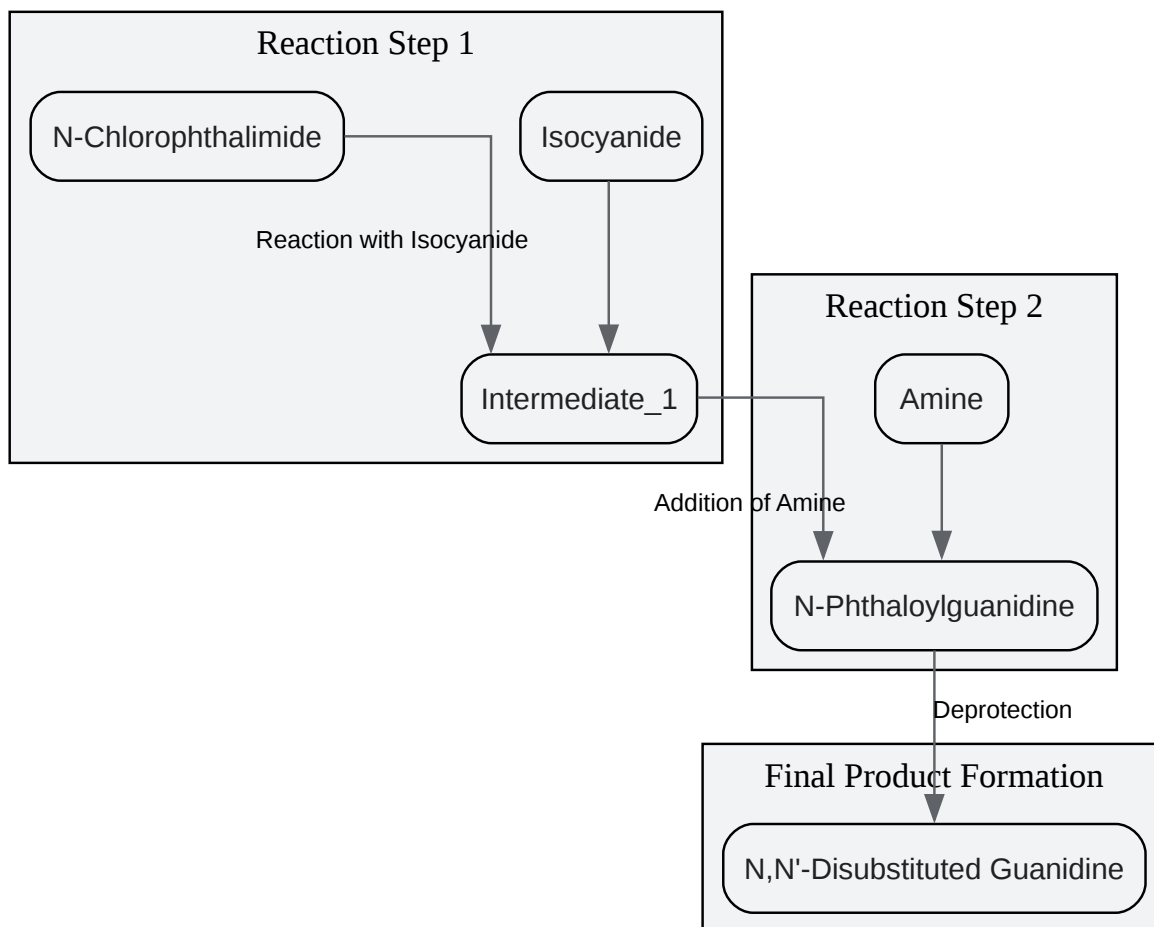 Reaction Step 1
N-Chlorophthalimide
Isocyanide
Reaction with Isocyanide
Intermediate_1
Reaction Step 2
Amine
Addition of Amine
N-Phthaloylguanidine
Deprotection
Final Product Formation
N,N'-Disubstituted Guanidine